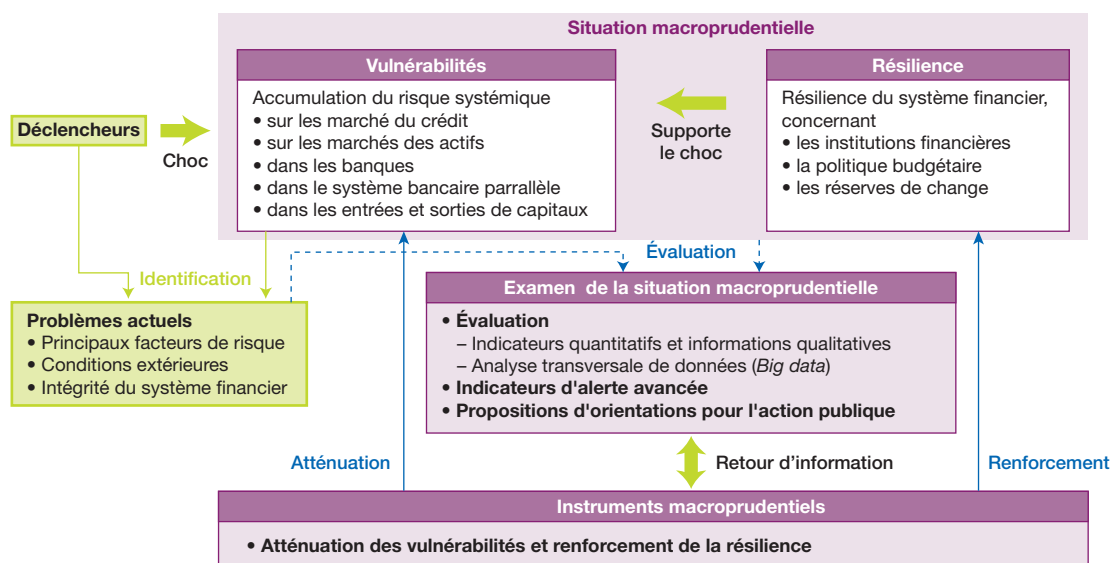 Situation macroprudentielle
Vulnérabilités
Accumulation du risque systémique
• sur les marché du crédit
• sur les marchés des actifs
• dans les banques
• dans le système bancaire parrallèle
• dans les entrées et sorties de capitaux
Résilience
Résilience du système financier,
concernant
• les institutions financières
• la politique budgétaire
• les réserves de change
Déclencheurs
Choc
Supporte
le choc
Identification
Évaluation
Problèmes actuels
• Principaux facteurs de risque
• Conditions extérieures
• Intégrité du système financier
Examen de la situation macroprudentielle
• Évaluation
– Indicateurs quantitatifs et informations qualitatives
– Analyse transversale de données (Big data)
• Indicateurs d'alerte avancée
• Propositions d'orientations pour l'action publique
Atténuation
Retour d’information
Renforcement
Instruments macroprudentiels
• Atténuation des vulnérabilités et renforcement de la résilience